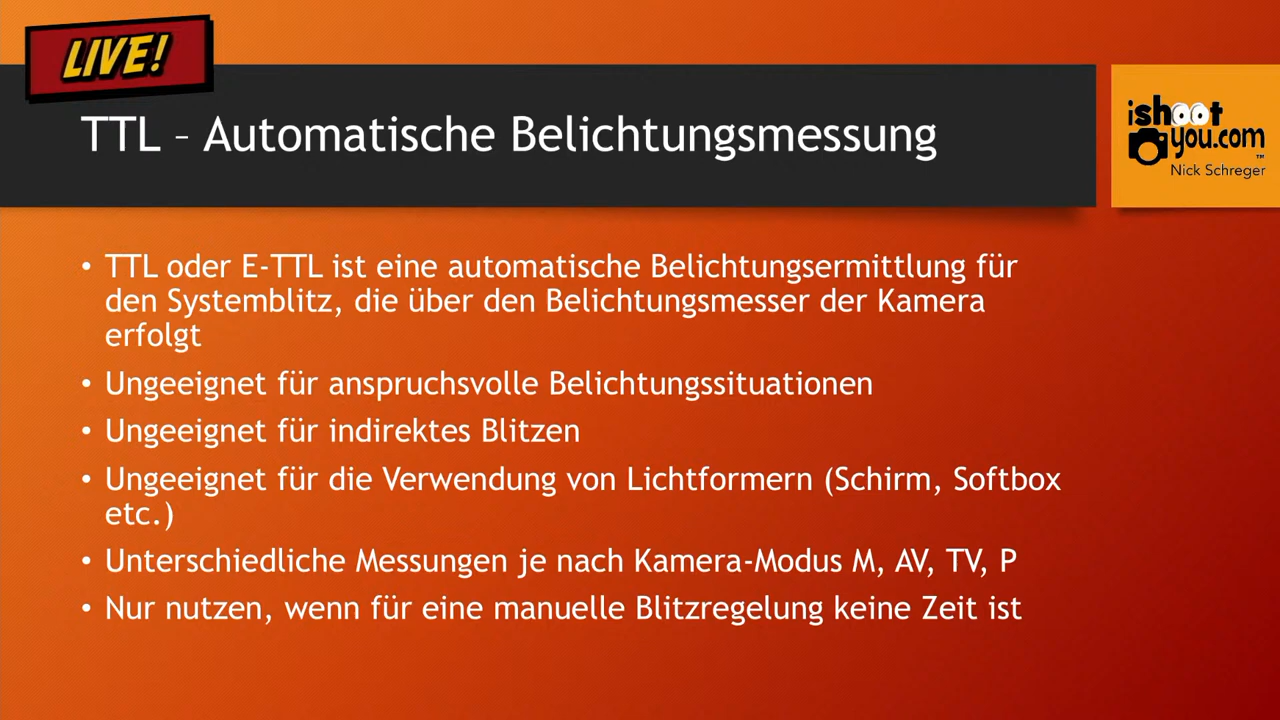 LIVE!
TTL – Automatische Belichtungsmessung
ishoot
you.com
™
Nick Schreger
• TTL oder E-TTL ist eine automatische Belichtungsermittlung für
den Systemblitz, die über den Belichtungsmesser der Kamera
erfolgt
• Ungeeignet für anspruchsvolle Belichtungssituationen
• Ungeeignet für indirektes Blitzen
• Ungeeignet für die Verwendung von Lichtformern (Schirm, Softbox
etc.)
• Unterschiedliche Messungen je nach Kamera-Modus M, AV, TV, P
• Nur nutzen, wenn für eine manuelle Blitzregelung keine Zeit ist